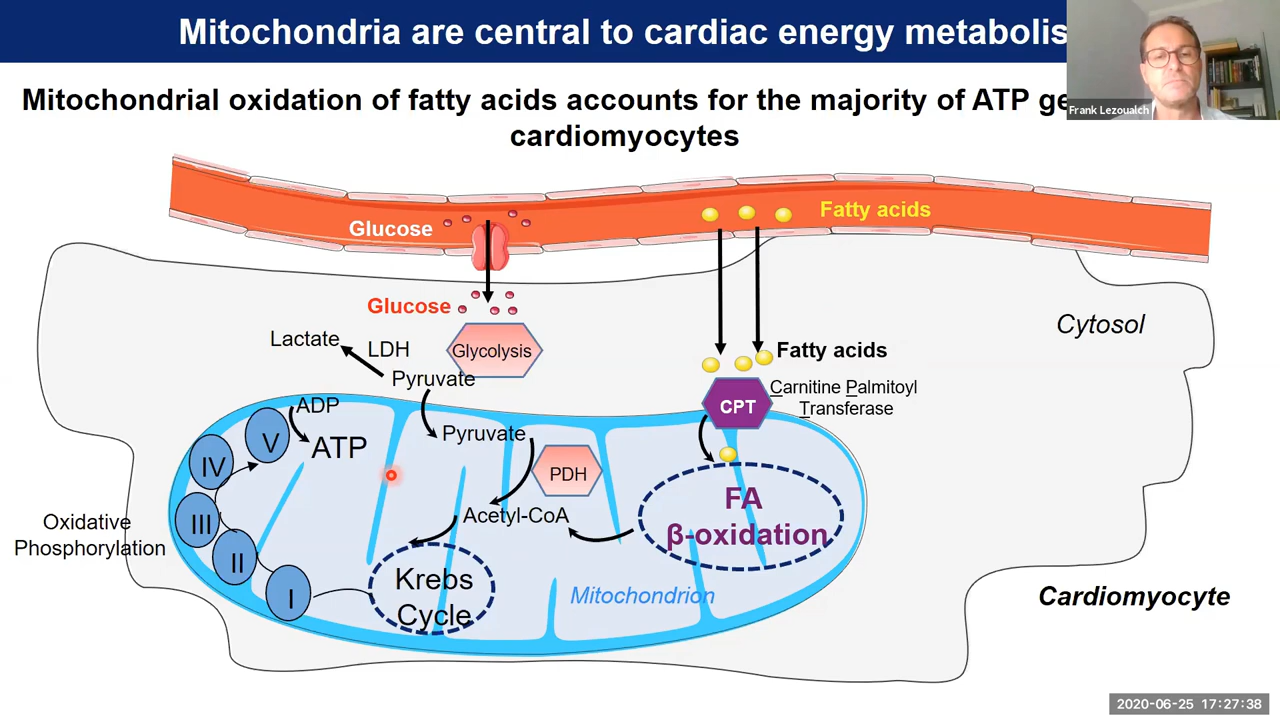 Mitochondria are central to cardiac energy metabolis
Mitochondrial oxidation of fatty acids accounts for the majority of ATP ge
cardiomyocytes
Frank Lezoualch
Glucose
Fatty acids
Glucose
Glycolysis
Lactate
LDH
Pyruvate
Fatty acids
CPT
Carnitine Palmitoyl
Transferase
ADP
ATP
Pyruvate
PDH
Acetyl-CoA
FA
β-oxidation
V
IV
III
II
I
Oxidative
Phosphorylation
Krebs
Cycle
Mitochondrion
Cytosol
Cardiomyocyte
2020-06-25 17:27:38